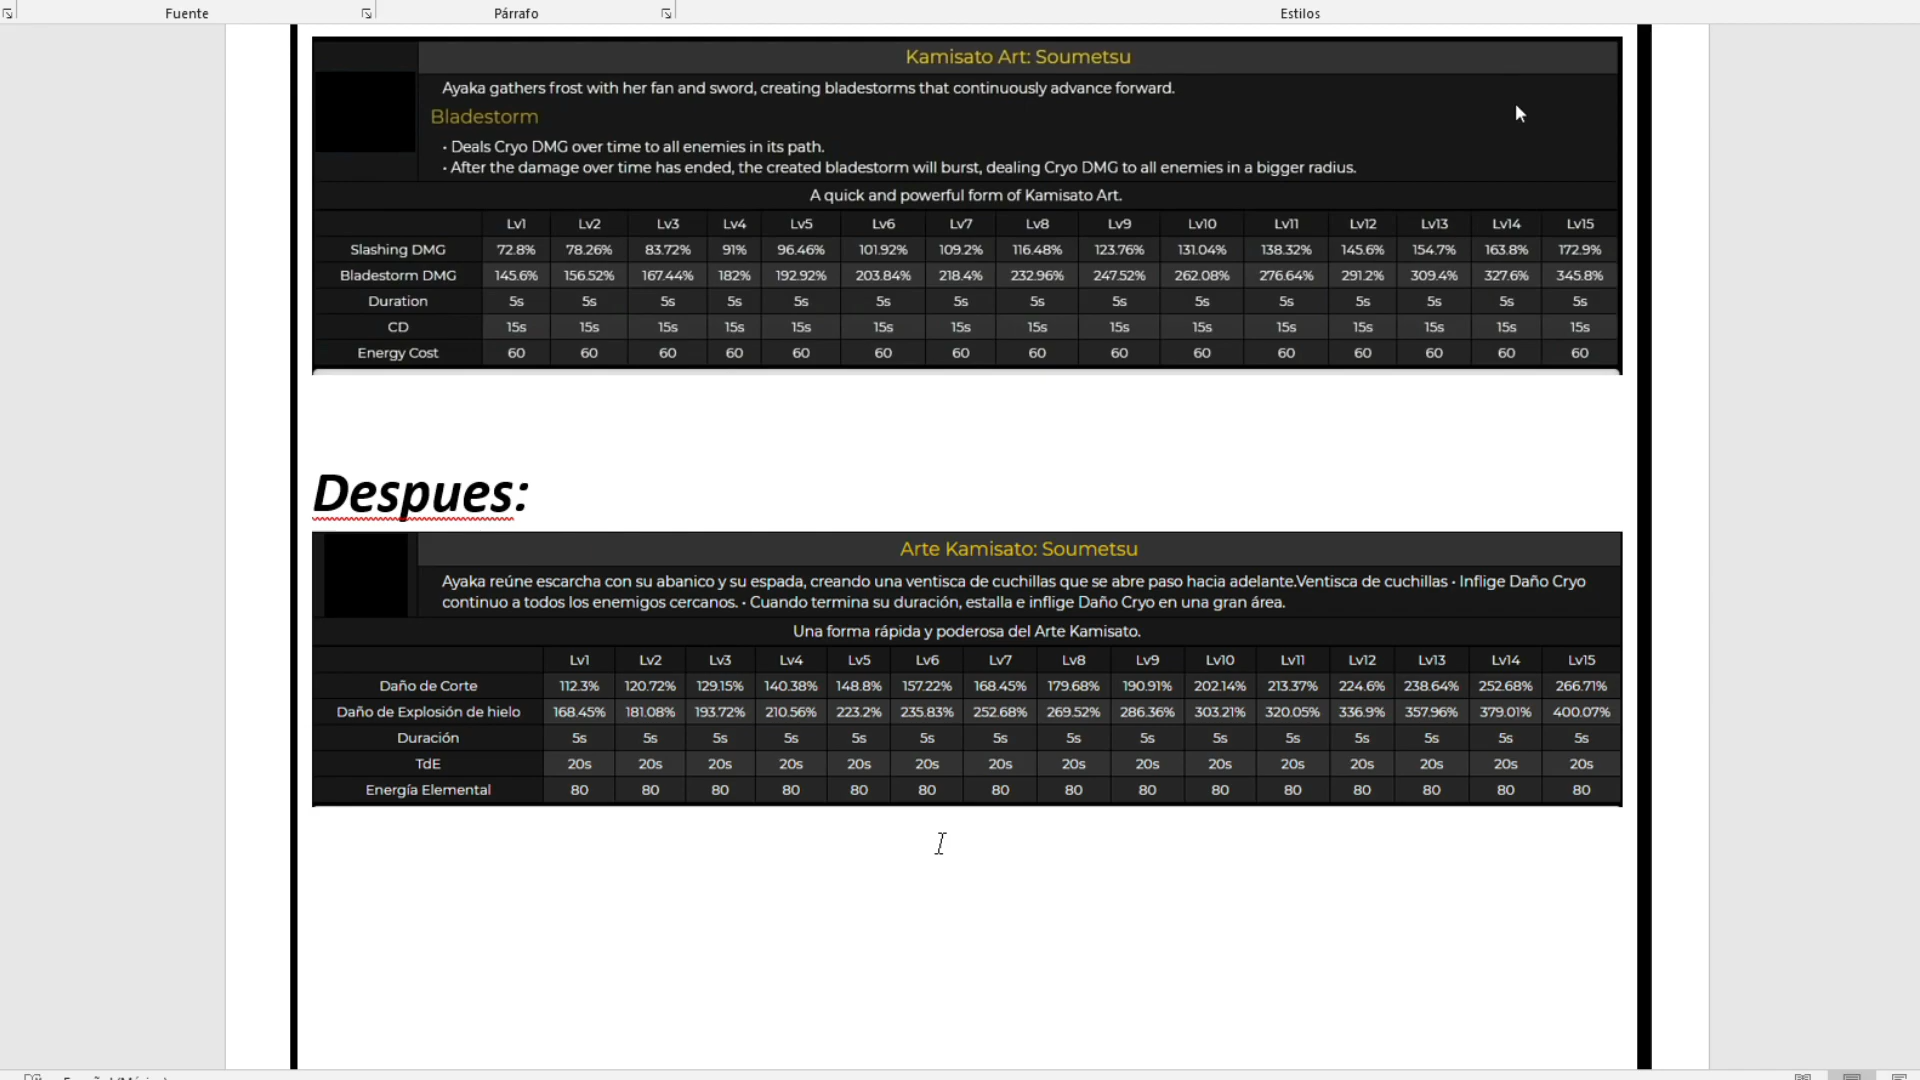 Fuente Párrafo Estilos
Kamisato Art: Soumetsu
Ayaka gathers frost with her fan and sword, creating bladestorms that continuously advance forward.
Bladestorm
• Deals Cryo DMG over time to all enemies in its path.
• After the damage over time has ended, the created bladestorm will burst, dealing Cryo DMG to all enemies in a bigger radius.
A quick and powerful form of Kamisato Art.
Lv1 Lv2 Lv3 Lv4 Lv5 Lv6 Lv7 Lv8 Lv9 Lv10 Lv11 Lv12 Lv13 Lv14 Lv15
Slashing DMG 72.8% 78.26% 83.72% 91% 96.46% 101.92% 109.2% 116.48% 123.76% 131.04% 138.32% 145.6% 154.7% 163.8% 172.9%
Bladestorm DMG 145.6% 156.52% 167.44% 182% 192.92% 203.84% 218.4% 232.96% 247.52% 262.08% 276.64% 291.2% 309.4% 327.6% 345.8%
Duration 5s 5s 5s 5s 5s 5s 5s 5s 5s 5s 5s 5s 5s 5s 5s
CD 15s 15s 15s 15s 15s 15s 15s 15s 15s 15s 15s 15s 15s 15s 15s
Energy Cost 60 60 60 60 60 60 60 60 60 60 60 60 60 60 60
Despues:
Arte Kamisato: Soumetsu
Ayaka reúne escarcha con su abanico y su espada, creando una ventisca de cuchillas que se abre paso hacia adelante.Ventisca de cuchillas • Inflige Daño Cryo
continuo a todos los enemigos cercanos. • Cuando termina su duración, estalla e inflige Daño Cryo en una gran área.
Una forma rápida y poderosa del Arte Kamisato.
Lv1 Lv2 Lv3 Lv4 Lv5 Lv6 Lv7 Lv8 Lv9 Lv10 Lv11 Lv12 Lv13 Lv14 Lv15
Daño de Corte 112.3% 120.72% 129.15% 140.38% 148.8% 157.22% 168.45% 179.68% 190.91% 202.14% 213.37% 224.6% 238.64% 252.68% 266.71%
Daño de Explosión de hielo 168.45% 181.08% 193.72% 210.56% 223.2% 235.83% 252.68% 269.52% 286.36% 303.21% 320.05% 336.9% 357.96% 379.01% 400.07%
Duración 5s 5s 5s 5s 5s 5s 5s 5s 5s 5s 5s 5s 5s 5s 5s
TdE 20s 20s 20s 20s 20s 20s 20s 20s 20s 20s 20s 20s 20s 20s 20s
Energía Elemental 80 80 80 80 80 80 80 80 80 80 80 80 80 80 80